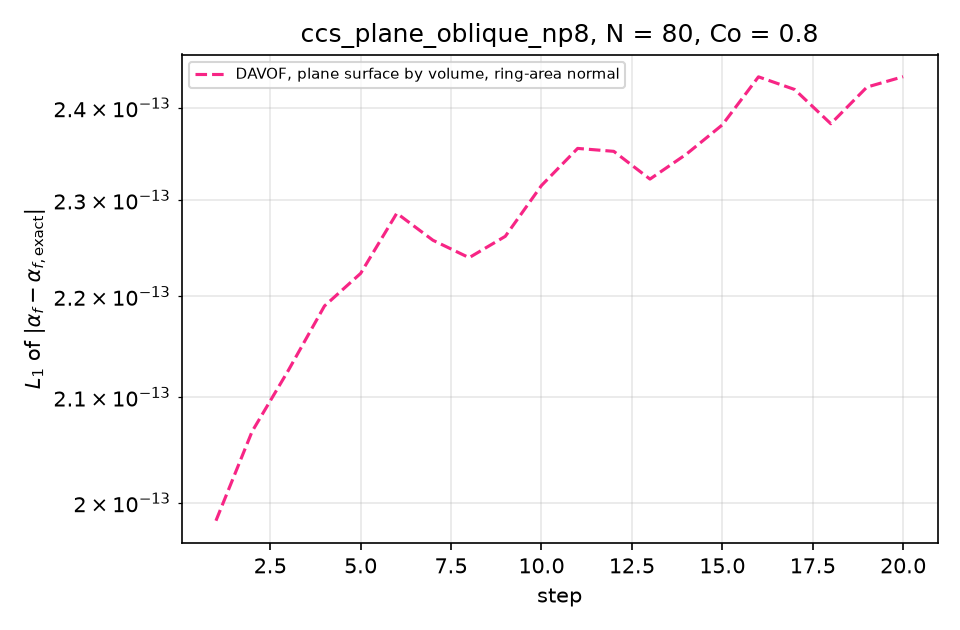 ccs_plane_oblique_np8, N = 80, Co = 0.8
DAVOF, plane surface by volume, ring-area normal
L₁ of |α_f − α_{f, exact}|
2.4 × 10⁻¹³
2.3 × 10⁻¹³
2.2 × 10⁻¹³
2.1 × 10⁻¹³
2 × 10⁻¹³
2.5 5.0 7.5 10.0 12.5 15.0 17.5 20.0
step